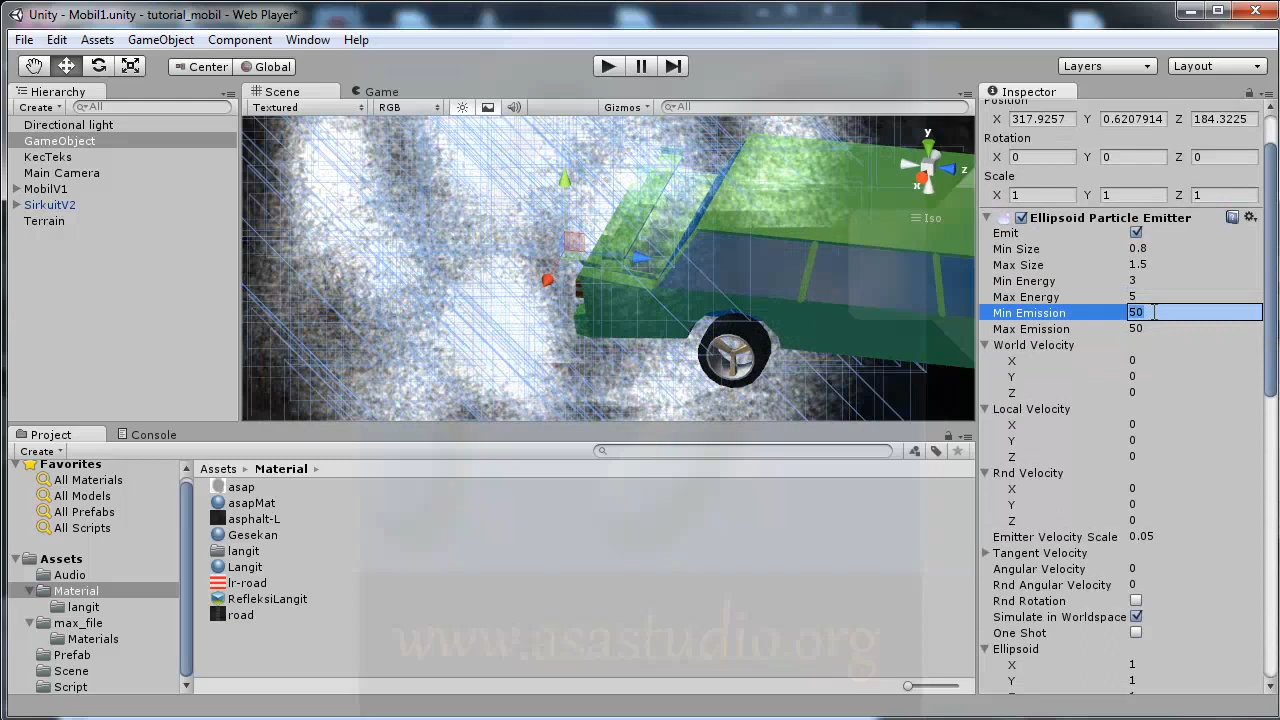 Unity - Mobil1.unity - tutorial_mobil - Web Player*
File Edit Assets GameObject Component Window Help
Center Global Layers Layout
Hierarchy
Create All
Directional light
GameObject
KecTeks
Main Camera
MobilV1
SirkuitV2
Terrain
Scene Game
Textured RGB Gizmos All
y
z
x
Iso
Inspector
Position
X 317.9257 Y 0.6207914 Z 184.3225
Rotation
X 0 Y 0 Z 0
Scale
X 1 Y 1 Z 1
Ellipsoid Particle Emitter
Emit
Min Size 0.8
Max Size 1.5
Min Energy 3
Max Energy 5
Min Emission 50
Max Emission 50
World Velocity
X 0
Y 0
Z 0
Local Velocity
X 0
Y 0
Z 0
Rnd Velocity
X 0
Y 0
Z 0
Emitter Velocity Scale 0.05
Tangent Velocity
Angular Velocity 0
Rnd Angular Velocity 0
Rnd Rotation
Simulate in Worldspace
One Shot
Ellipsoid
X 1
Y 1
Project Console
Create
Favorites
All Materials
All Models
All Prefabs
All Scripts
Assets
Audio
Material
langit
max_file
Materials
Prefab
Scene
Script
Assets Material
asap
asapMat
asphalt-L
Gesekan
langit
Langit
lr-road
RefleksiLangit
road
www.asastudio.org